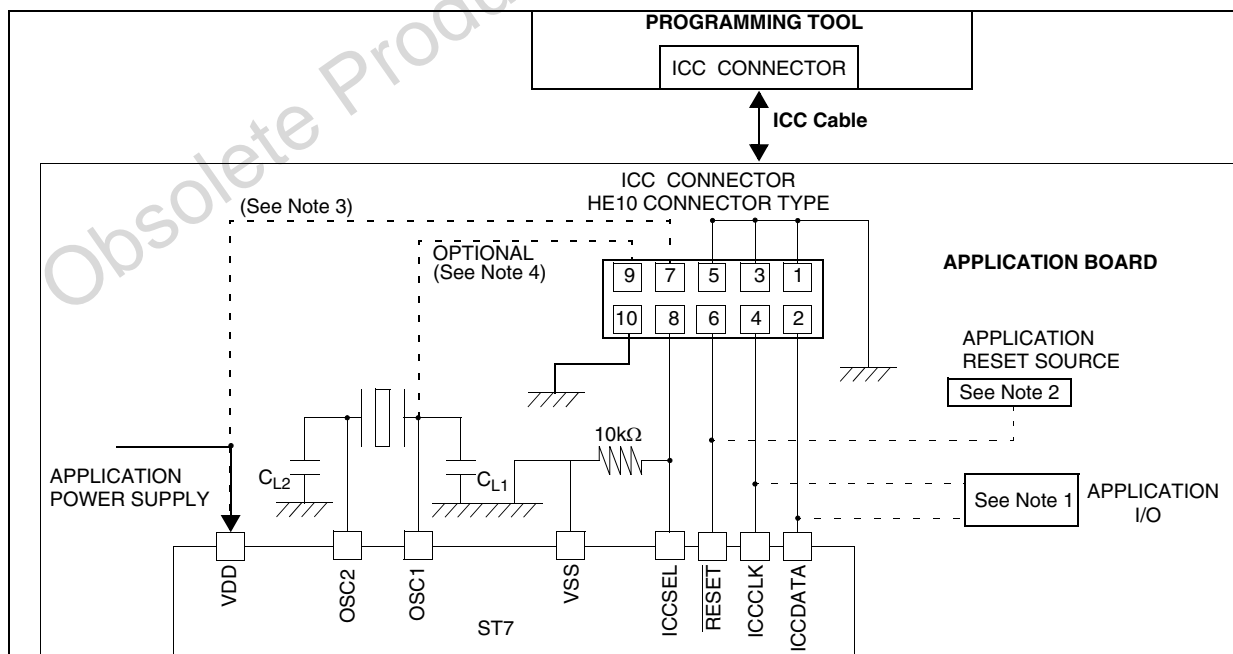 PROGRAMMING TOOL
ICC CONNECTOR
ICC Cable
ICC CONNECTOR
HE10 CONNECTOR TYPE
(See Note 3)
OPTIONAL
(See Note 4)
9 7 5 3 1
10 8 6 4 2
APPLICATION BOARD
APPLICATION
RESET SOURCE
See Note 2
10kΩ
CL2
CL1
APPLICATION
POWER SUPPLY
See Note 1
APPLICATION
I/O
VDD
OSC2
OSC1
VSS
ICCSEL
RESET
ICCCLK
ICCDATA
ST7
Obsolete Produ